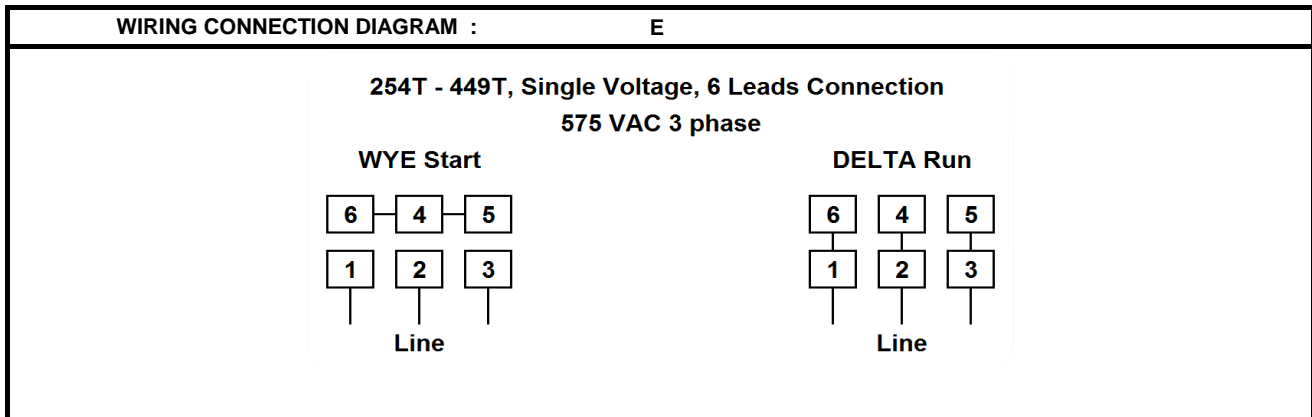 WIRING CONNECTION DIAGRAM : E
254T - 449T, Single Voltage, 6 Leads Connection
575 VAC 3 phase
WYE Start DELTA Run
6 4 5 6 4 5
1 2 3 1 2 3
Line Line